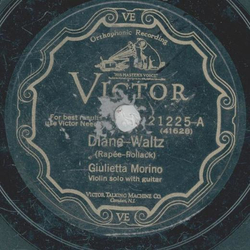 VE
Orthophonic Recording
"HIS MASTER'S VOICE"
VICTOR
For best results
use Victor Needles
21225-A
(41628)
Diane-Waltz
(Rapée-Pollack)
Giulietta Morino
Violin solo with guitar
VICTOR TALKING MACHINE CO.
Camden, N.J.
VE